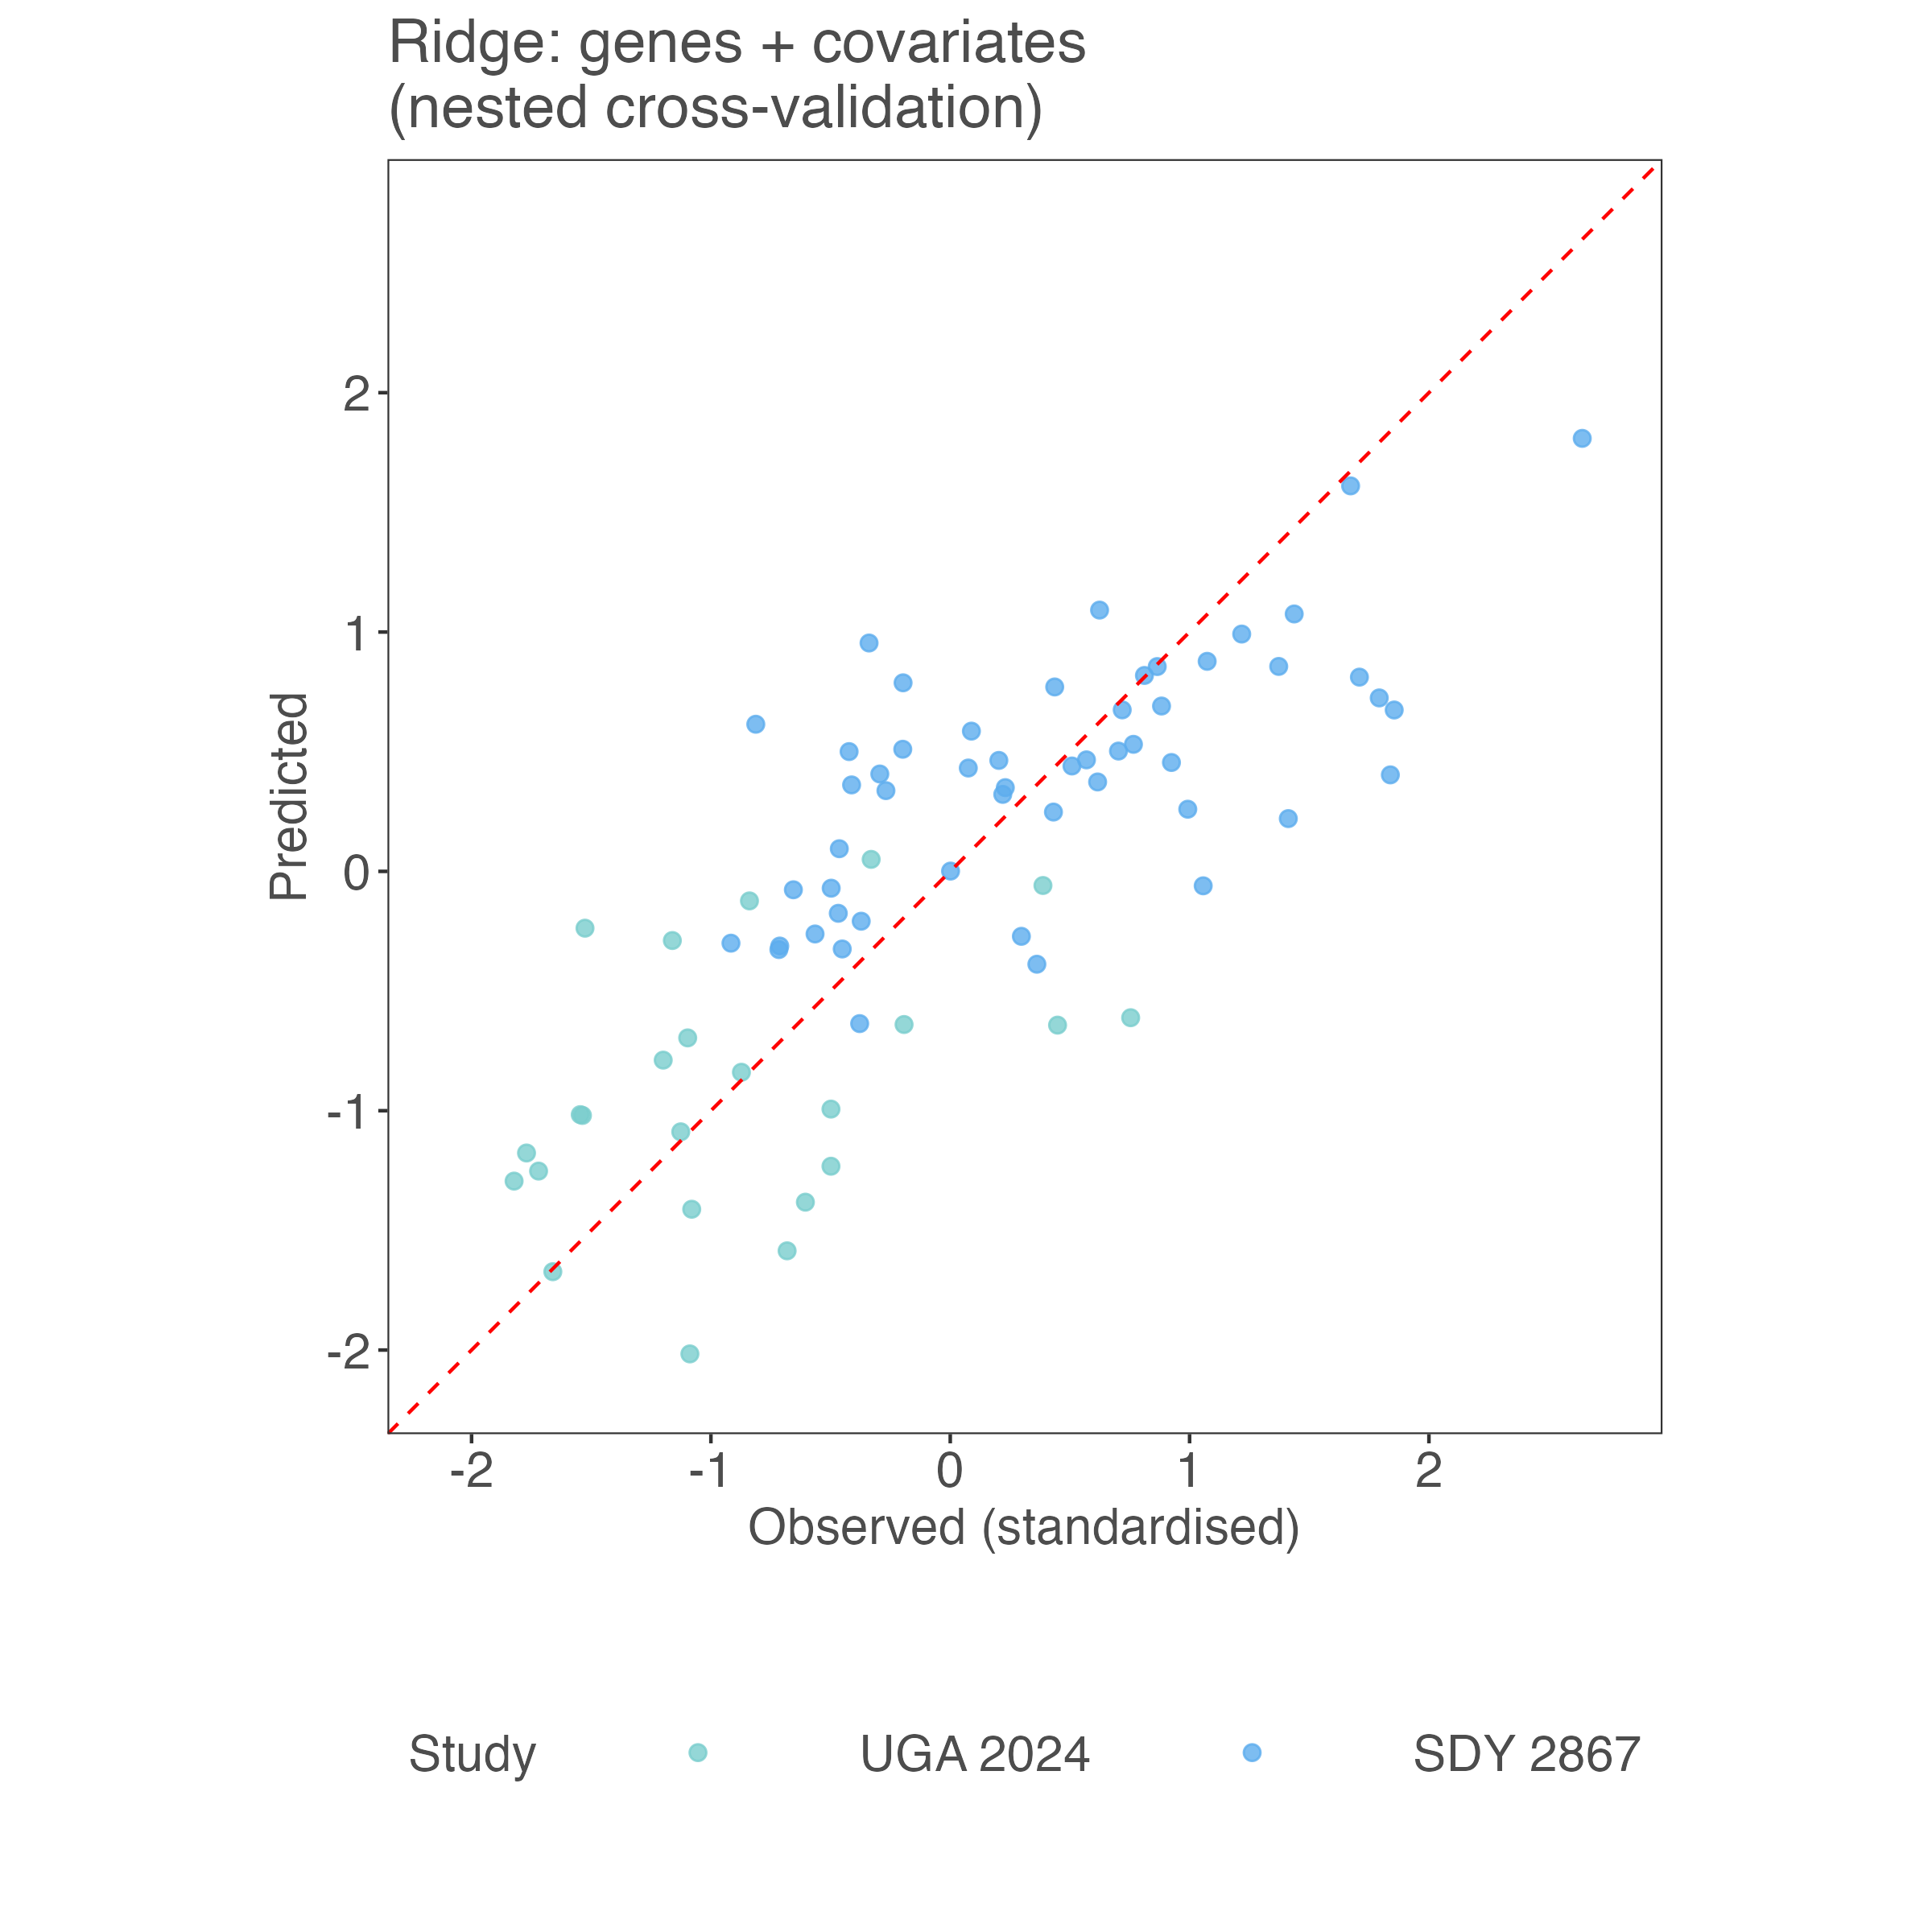 Ridge: genes + covariates
(nested cross-validation)
2
1
0
-1
-2
Predicted
-2 -1 0 1 2
Observed (standardised)
Study UGA 2024 SDY 2867